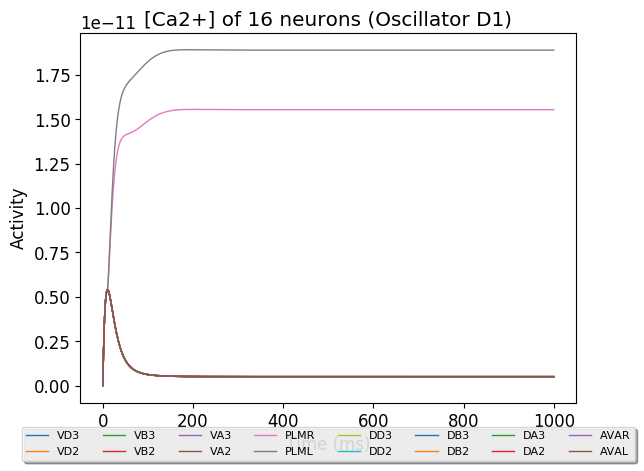 [Ca2+] of 16 neurons (Oscillator D1)
1e−11
1.75
1.50
1.25
1.00
0.75
0.50
0.25
0.00
Activity
0 200 400 600 800 1000
Time (ms)
VD3 VB3 VA3 PLMR DD3 DB3 DA3 AVAR
VD2 VB2 VA2 PLML DD2 DB2 DA2 AVAL